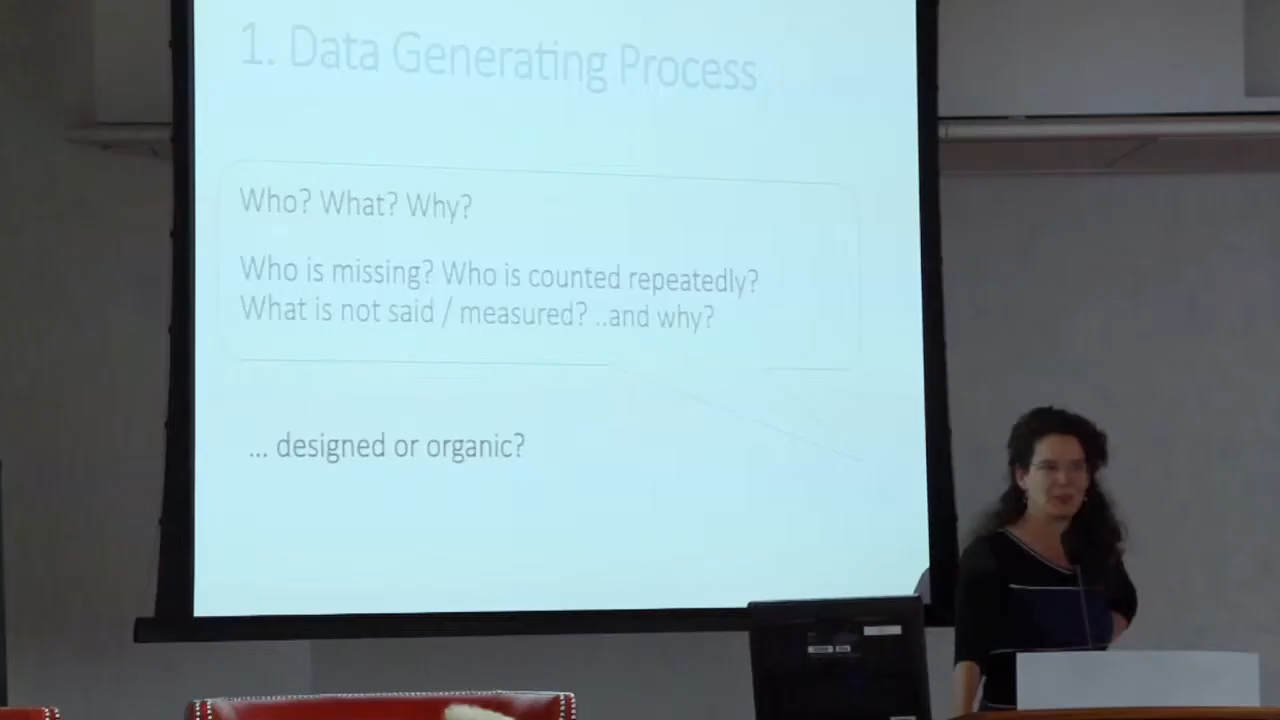 1. Data Generating Process
Who? What? Why?
Who is missing? Who is counted repeatedly?
What is not said / measured? ..and why?
... designed or organic?